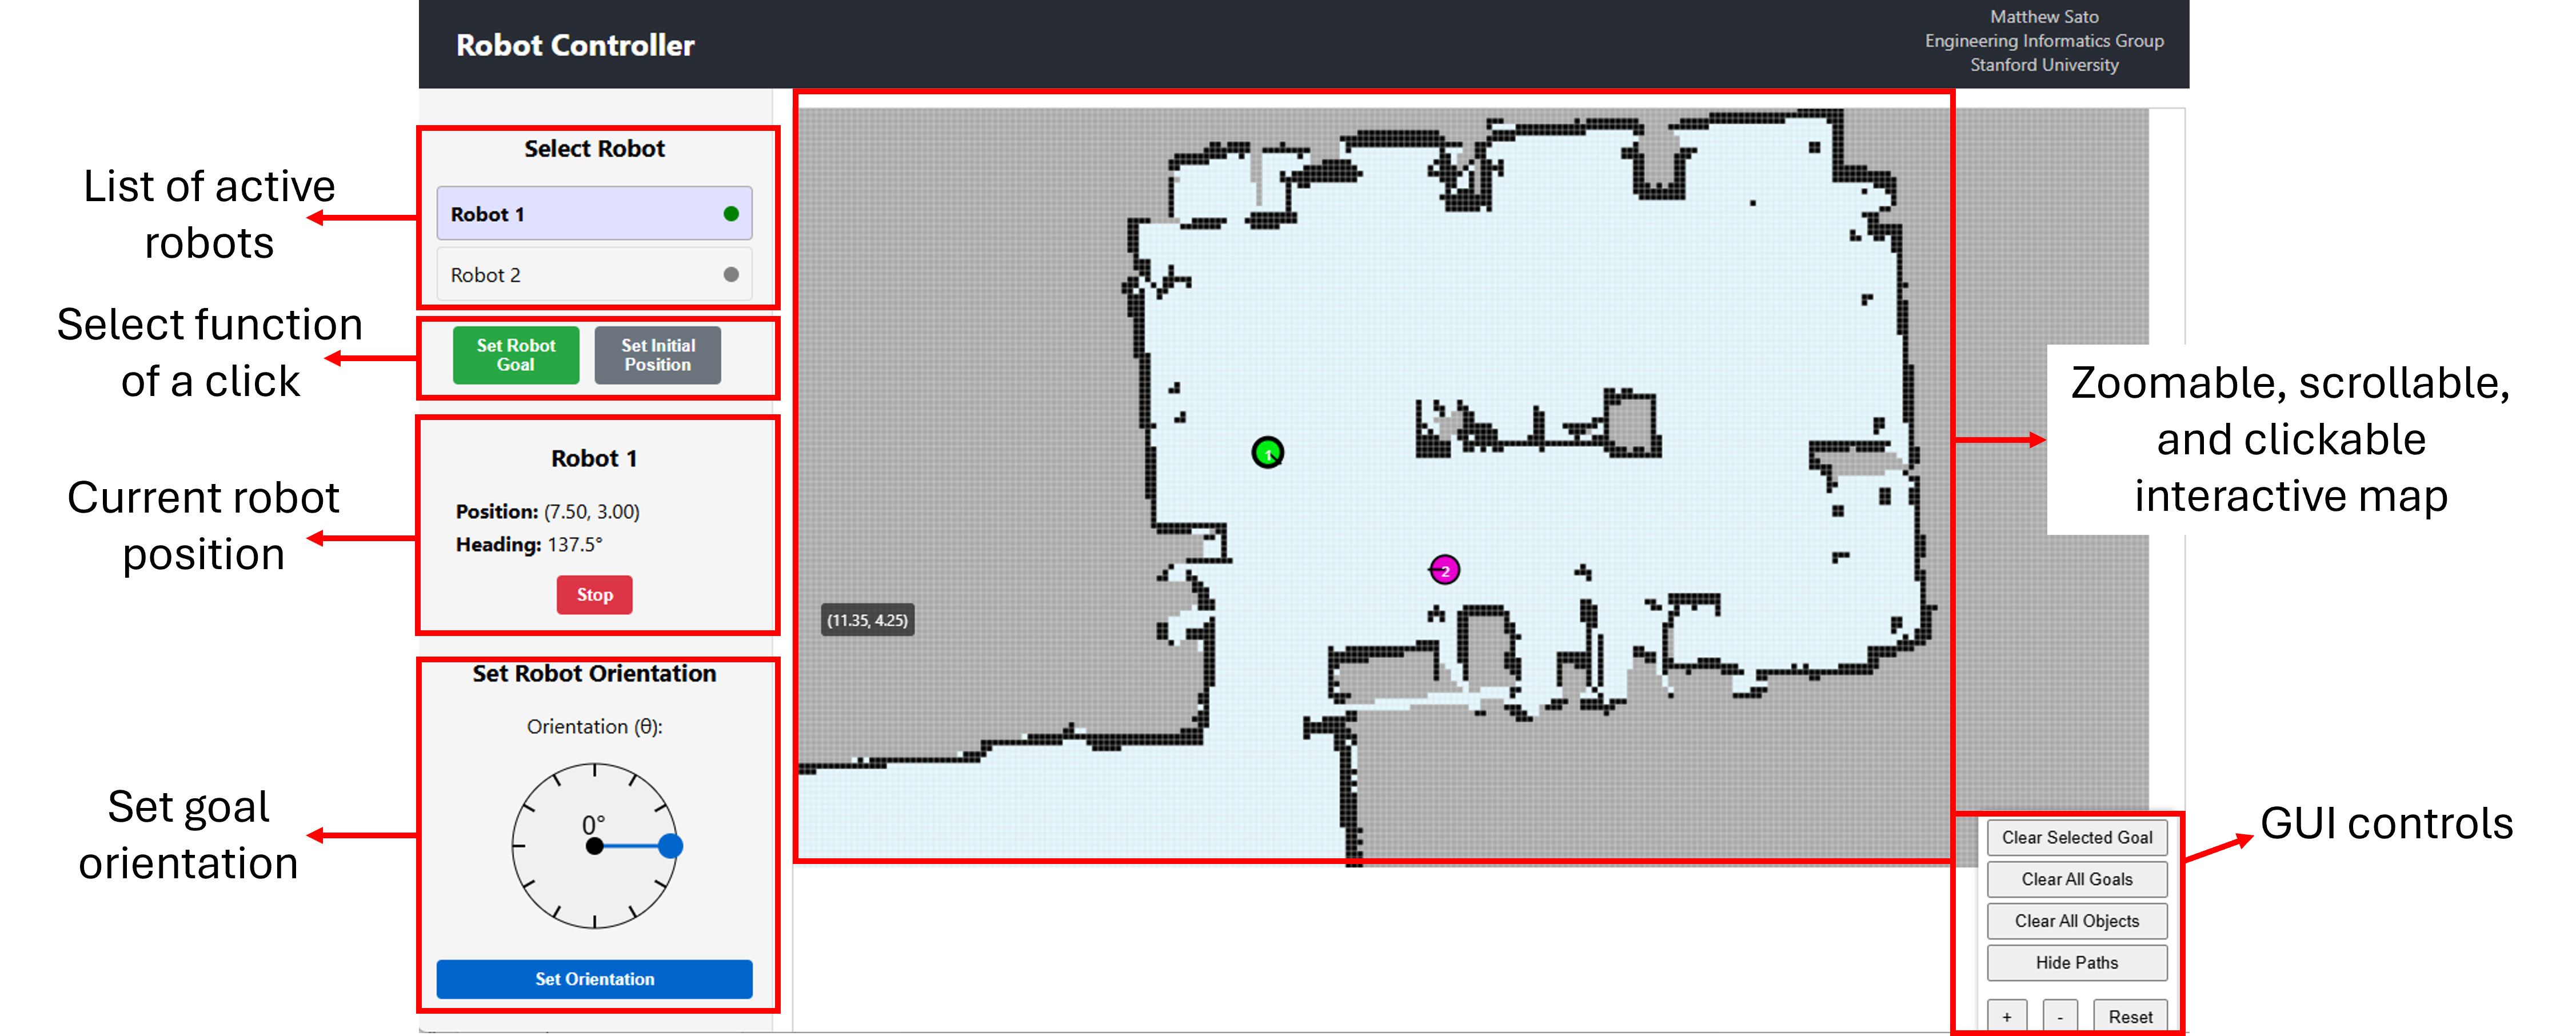 Robot Controller
Matthew Sato
Engineering Informatics Group
Stanford University
List of active
robots
Select Robot
Robot 1
Robot 2
Select function
of a click
Set Robot
Goal
Set Initial
Position
Current robot
position
Robot 1
Position: (7.50, 3.00)
Heading: 137.5°
Stop
Set goal
orientation
Set Robot Orientation
Orientation (θ):
0°
Set Orientation
1
2
(11.35, 4.25)
Zoomable, scrollable,
and clickable
interactive map
GUI controls
Clear Selected Goal
Clear All Goals
Clear All Objects
Hide Paths
+ - Reset